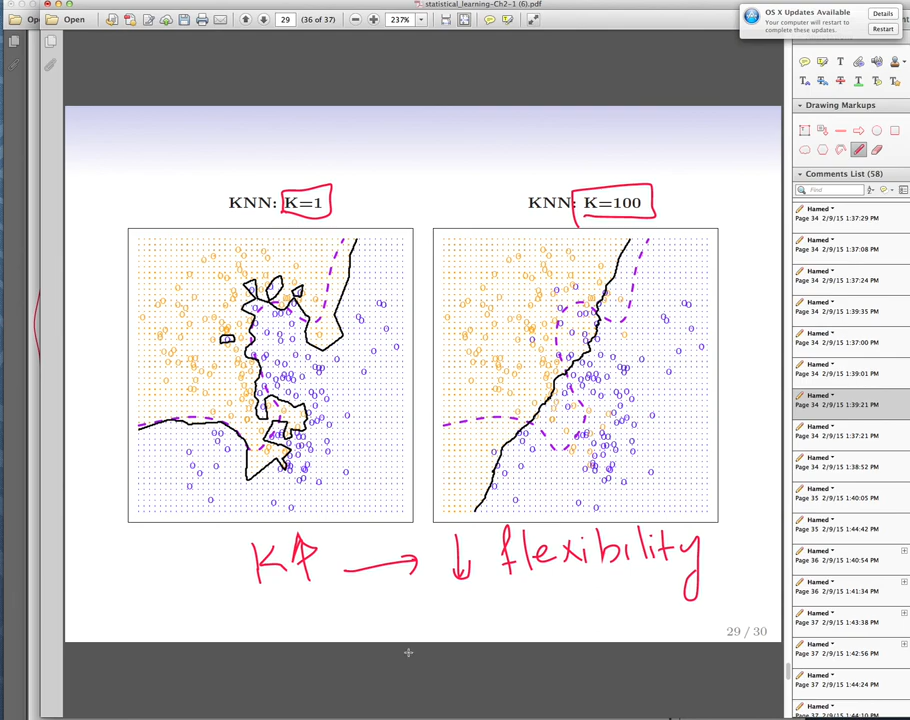 statistical_learning-Ch2-1 (6).pdf
Open
Open
29 (36 of 37) 237%
OS X Updates Available
Your computer will restart to complete these updates.
Details
Restart
Drawing Markups
Comments List (58)
Find
Hamed
Page 34 2/9/15 1:37:29 PM
Hamed
Page 34 2/9/15 1:37:08 PM
Hamed
Page 34 2/9/15 1:37:24 PM
Hamed
Page 34 2/9/15 1:39:35 PM
Hamed
Page 34 2/9/15 1:37:00 PM
Hamed
Page 34 2/9/15 1:39:01 PM
Hamed
Page 34 2/9/15 1:39:21 PM
Hamed
Page 34 2/9/15 1:37:21 PM
Hamed
Page 34 2/9/15 1:38:52 PM
Hamed
Page 35 2/9/15 1:40:05 PM
Hamed
Page 35 2/9/15 1:44:42 PM
Hamed
Page 36 2/9/15 1:40:54 PM
Hamed
Page 36 2/9/15 1:41:34 PM
Hamed
Page 37 2/9/15 1:43:38 PM
Hamed
Page 37 2/9/15 1:42:56 PM
Hamed
Page 37 2/9/15 1:44:24 PM
Hamed
KNN: K=1
KNN: K=100
K↑ → ↓ flexibility
29 / 30